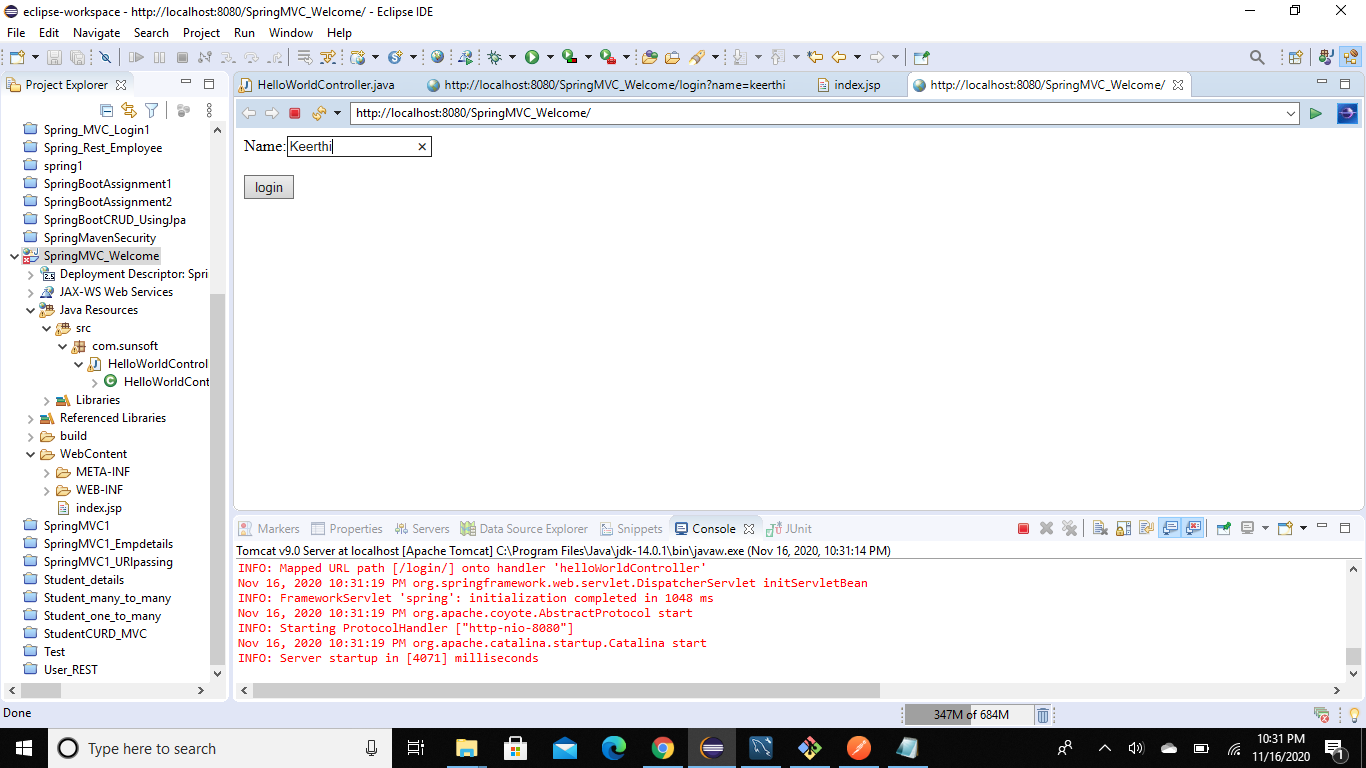 eclipse-workspace - http://localhost:8080/SpringMVC_Welcome/ - Eclipse IDE
File Edit Navigate Search Project Run Window Help
Project Explorer
HelloWorldController.java
http://localhost:8080/SpringMVC_Welcome/login?name=keerthi
index.jsp
http://localhost:8080/SpringMVC_Welcome/
http://localhost:8080/SpringMVC_Welcome/
Spring_MVC_Login1
Spring_Rest_Employee
spring1
SpringBootAssignment1
SpringBootAssignment2
SpringBootCRUD_UsingJpa
SpringMavenSecurity
SpringMVC_Welcome
Deployment Descriptor: Spri
JAX-WS Web Services
Java Resources
src
com.sunsoft
HelloWorldControl
HelloWorldCont
Libraries
Referenced Libraries
build
WebContent
META-INF
WEB-INF
index.jsp
SpringMVC1
SpringMVC1_Empdetails
SpringMVC1_URIpassing
Student_details
Student_many_to_many
Student_one_to_many
StudentCURD_MVC
Test
User_REST
Name: Keerthi
login
Markers Properties Servers Data Source Explorer Snippets Console JUnit
Tomcat v9.0 Server at localhost [Apache Tomcat] C:\Program Files\Java\jdk-14.0.1\bin\javaw.exe (Nov 16, 2020, 10:31:14 PM)
INFO: Mapped URL path [/login/] onto handler 'helloWorldController'
Nov 16, 2020 10:31:19 PM org.springframework.web.servlet.DispatcherServlet initServletBean
INFO: FrameworkServlet 'spring': initialization completed in 1048 ms
Nov 16, 2020 10:31:19 PM org.apache.coyote.AbstractProtocol start
INFO: Starting ProtocolHandler ["http-nio-8080"]
Nov 16, 2020 10:31:19 PM org.apache.catalina.startup.Catalina start
INFO: Server startup in [4071] milliseconds
Done
347M of 684M
Type here to search
10:31 PM
11/16/2020
1